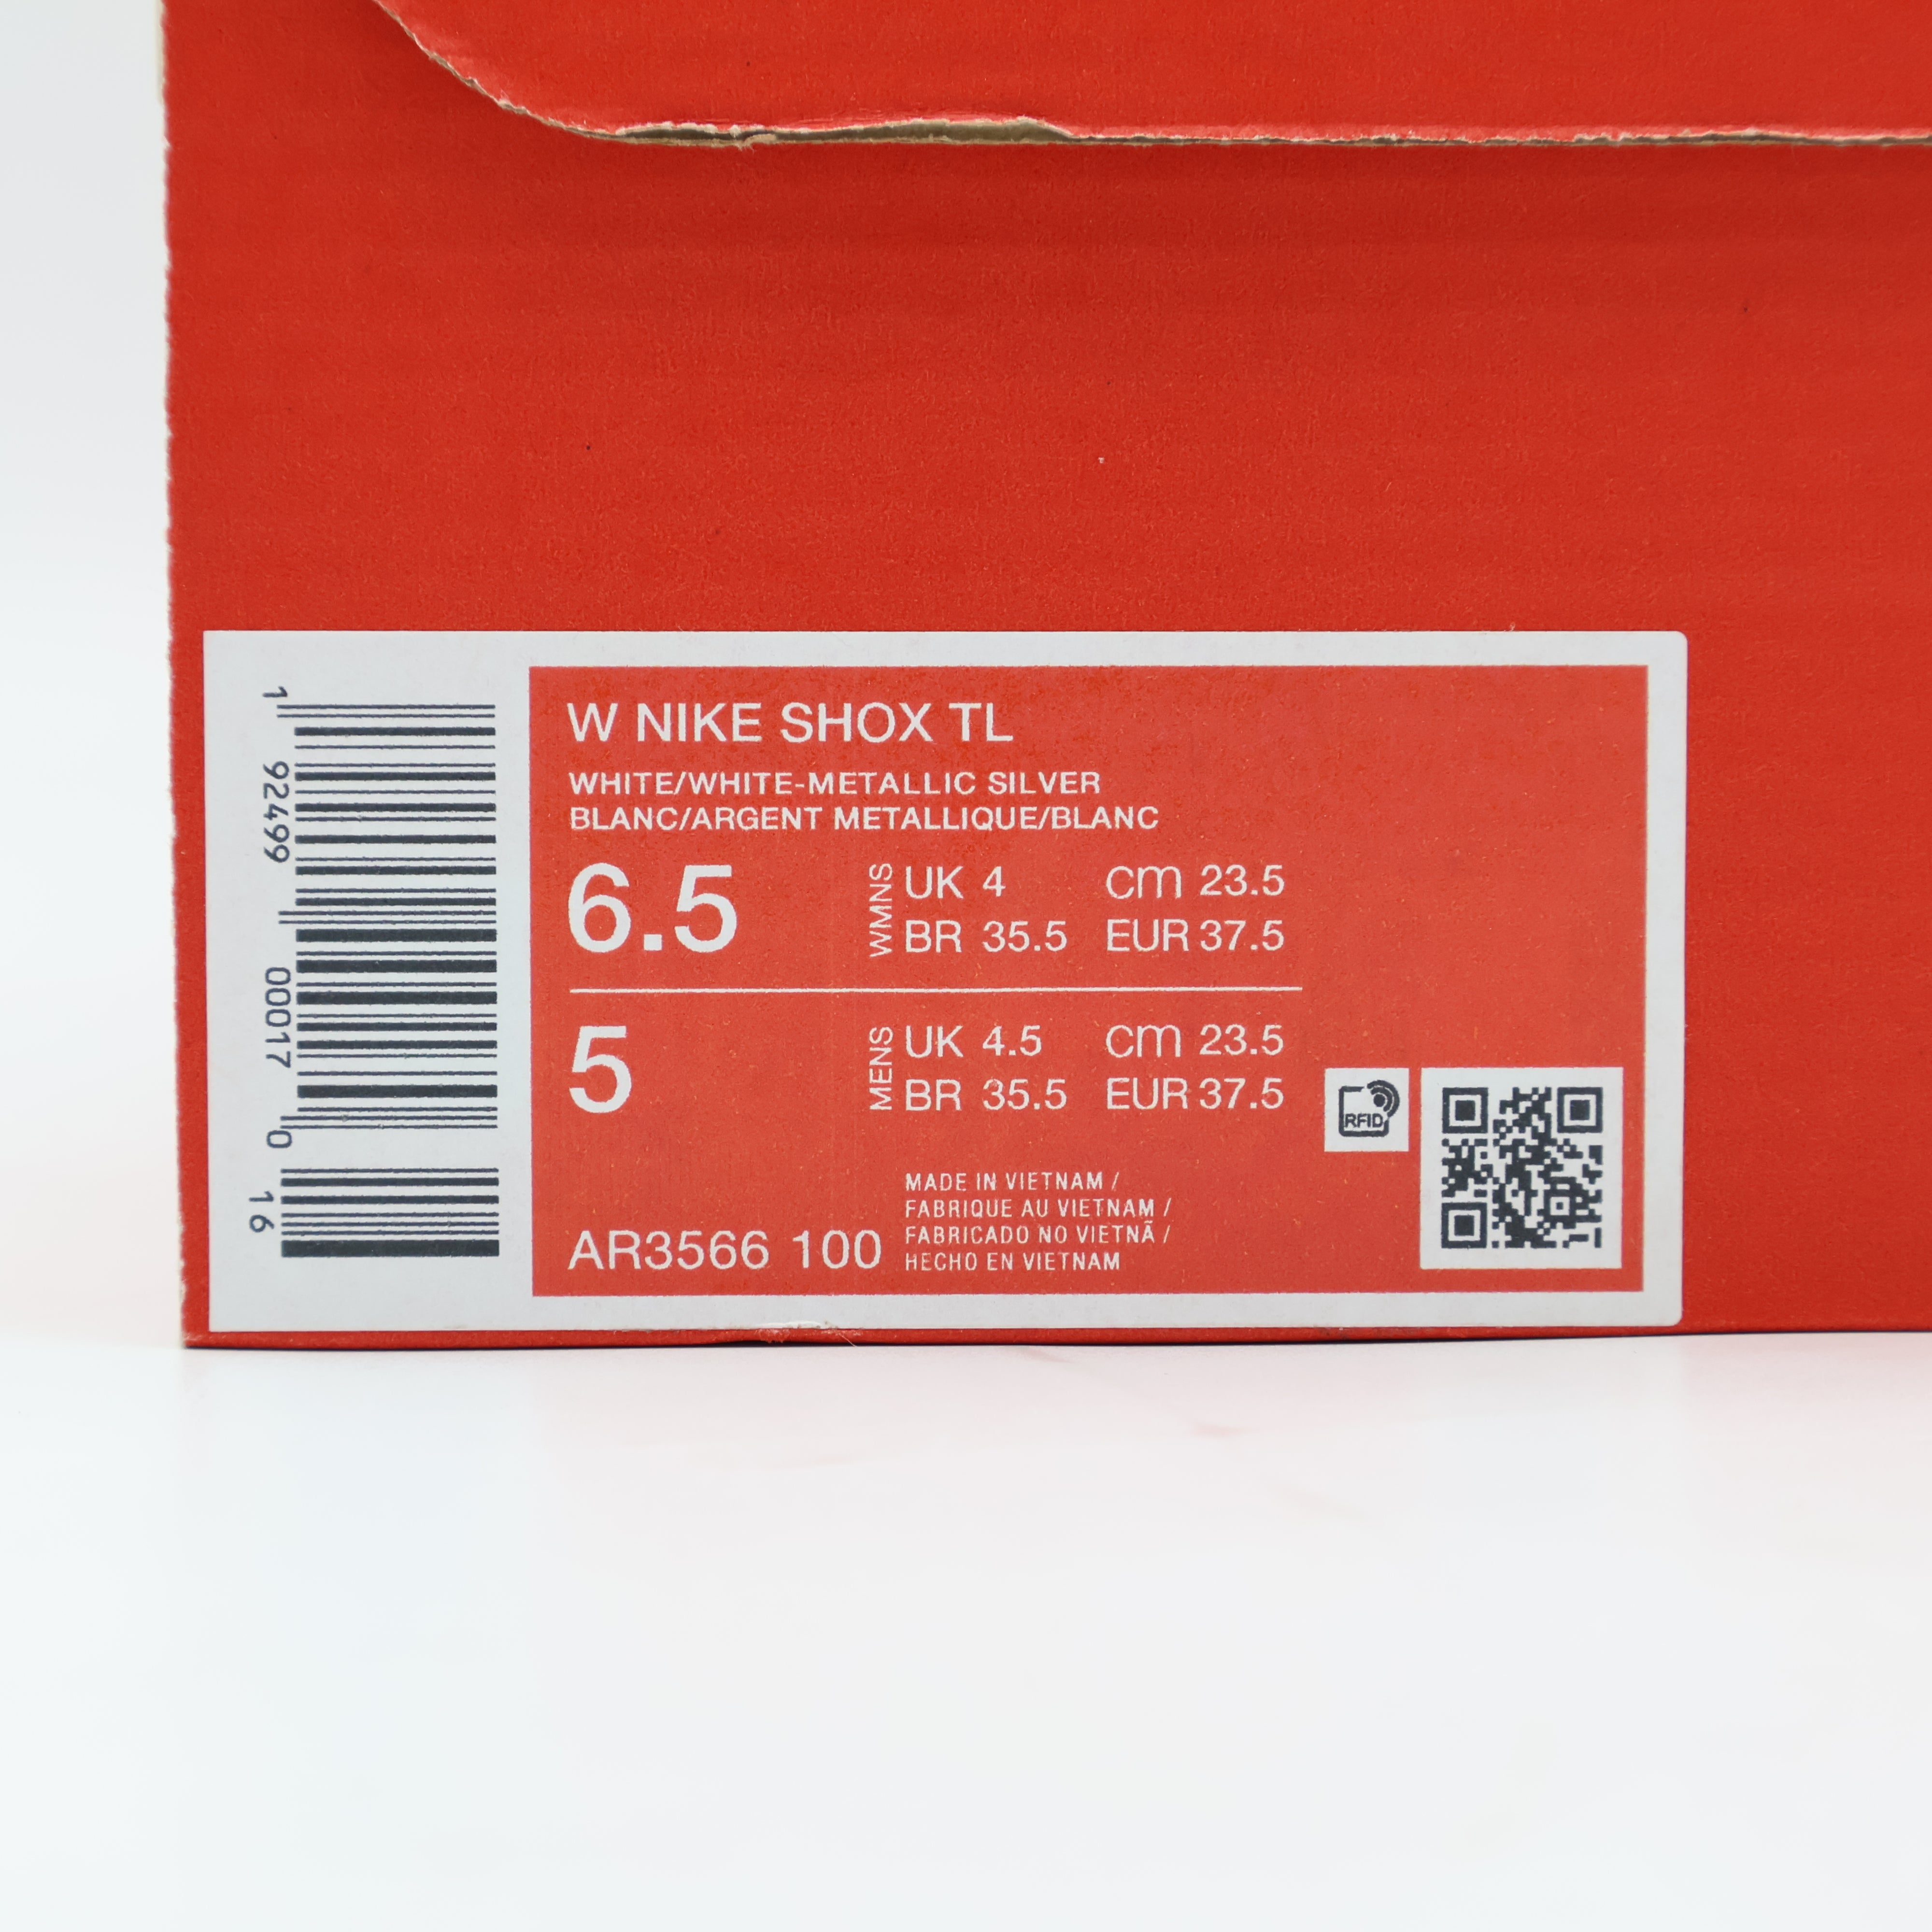 1 92499 00017 0
16
W NIKE SHOX TL
WHITE/WHITE-METALLIC SILVER
BLANC/ARGENT METALLIQUE/BLANC
6.5 WMNS UK 4 cm 23.5
BR 35.5 EUR 37.5
5 MENS UK 4.5 cm 23.5
BR 35.5 EUR 37.5
RFID
MADE IN VIETNAM /
FABRIQUE AU VIETNAM /
FABRICADO NO VIETNÃ /
HECHO EN VIETNAM
AR3566 100